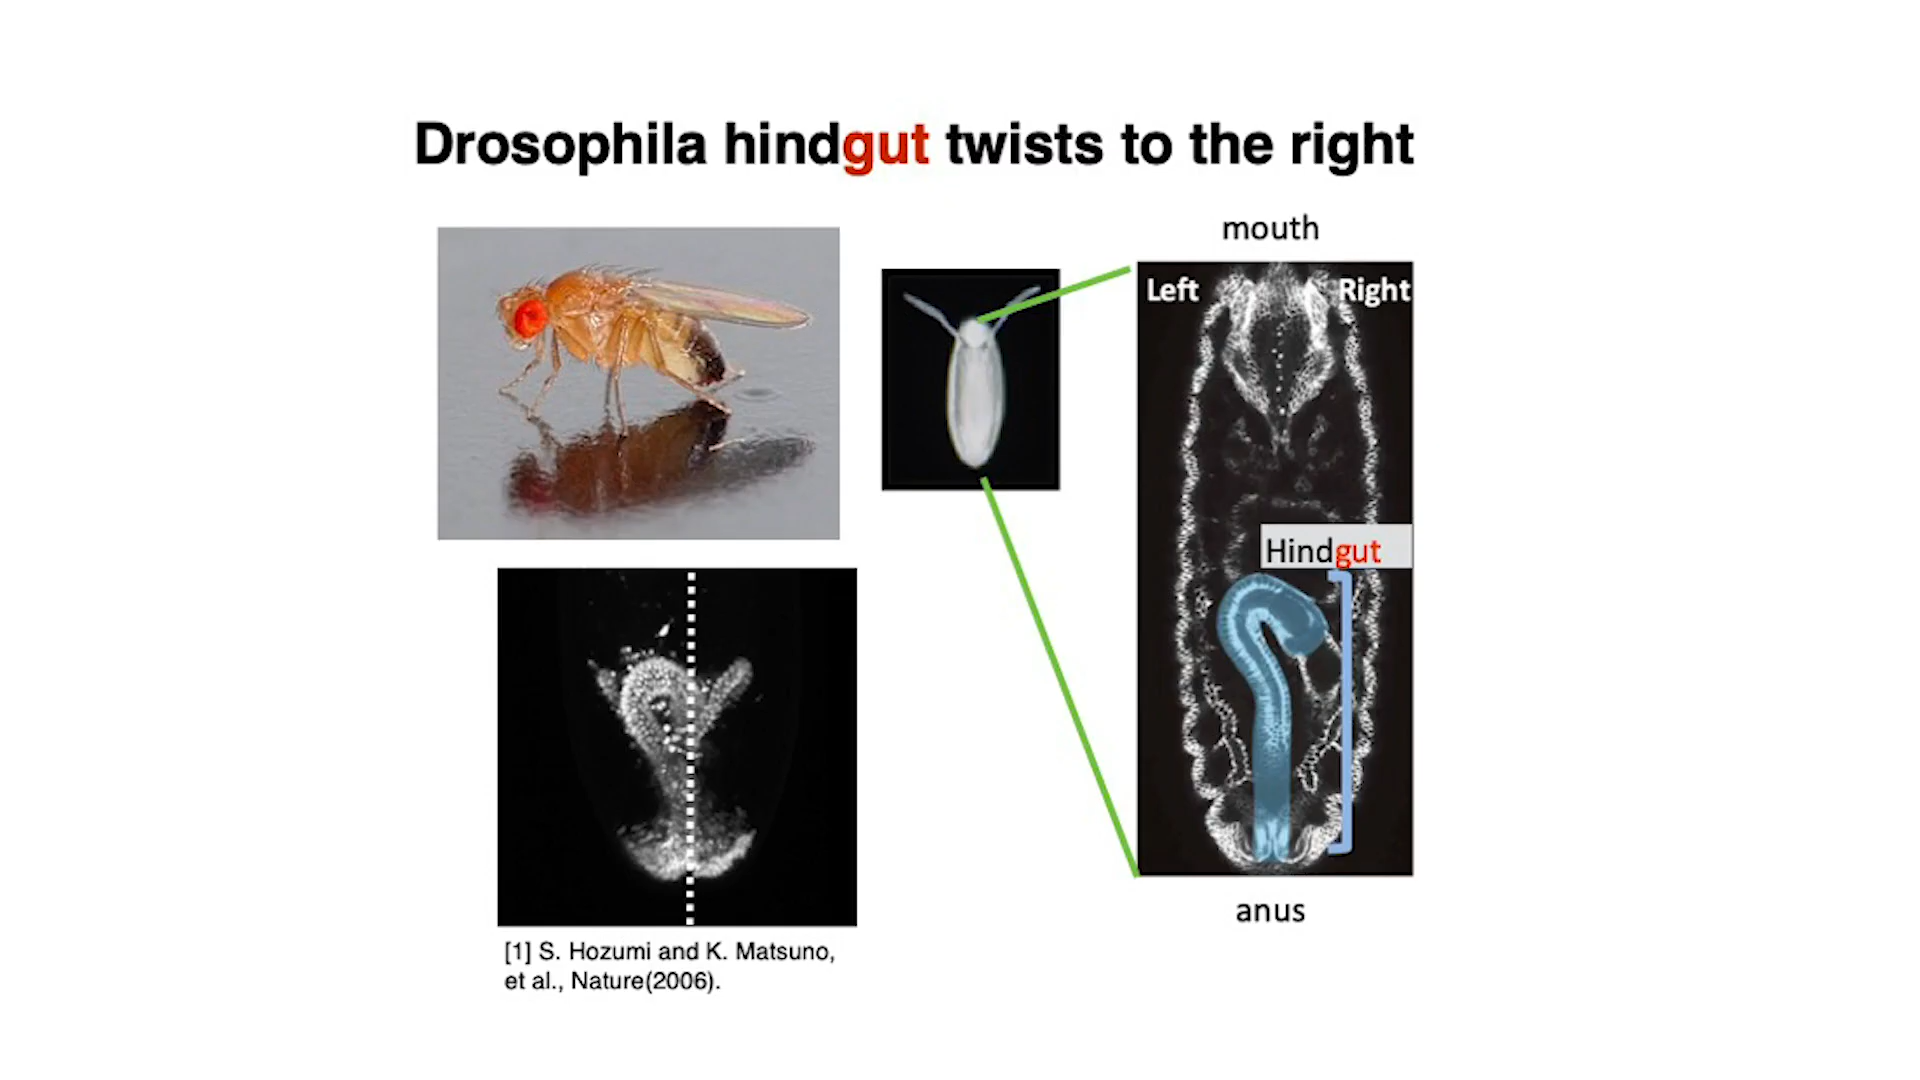 Drosophila hindgut twists to the right
mouth
Left
Right
Hindgut
anus
[1] S. Hozumi and K. Matsuno,
et al., Nature(2006).